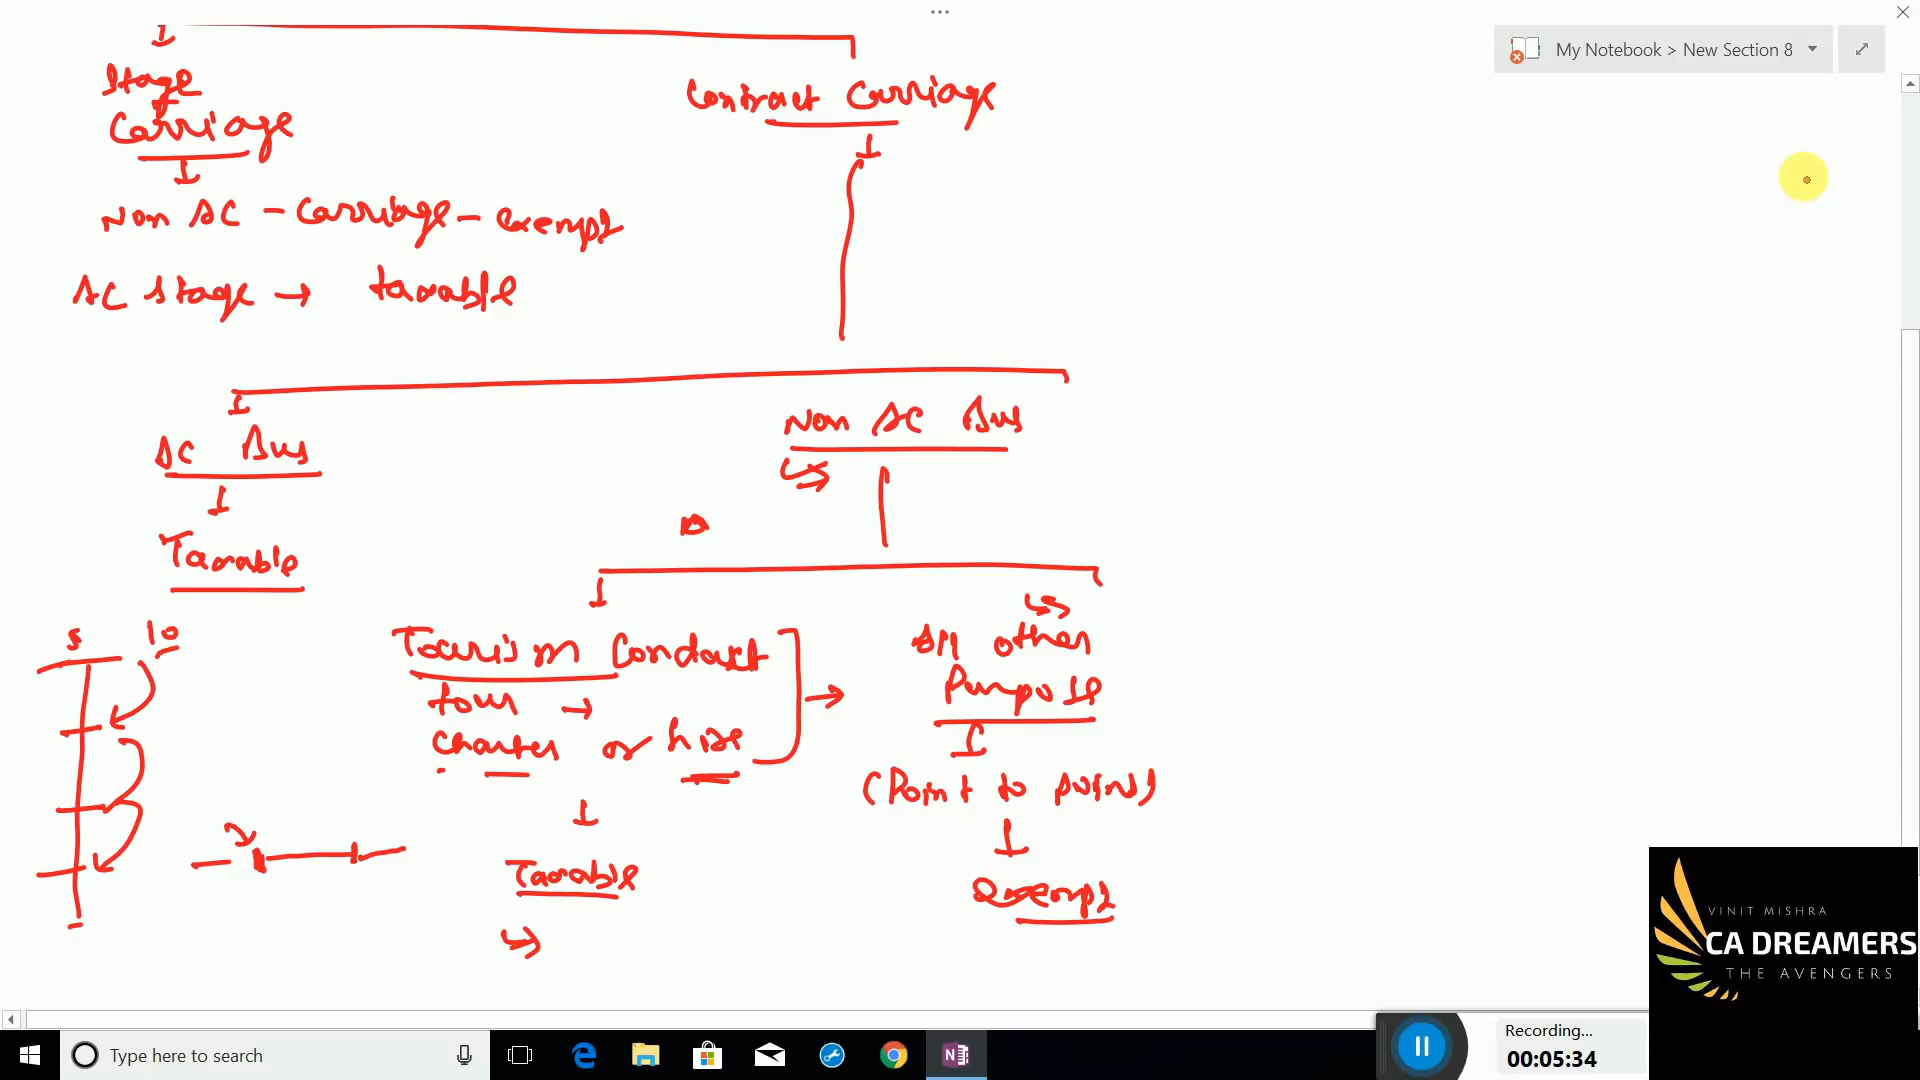 My Notebook > New Section 8
Stage
Carriage
Contract Carriage
Non AC - Carriage - exempt
AC Stage → taxable
AC Bus
Non AC Bus
Taxable
5 10
Tourism Conduct
tour →
charter or hire
All other
Purpose
(Point to point)
Taxable
exempt
VINIT MISHRA
CA DREAMERS
THE AVENGERS
Type here to search
Recording...
00:05:34